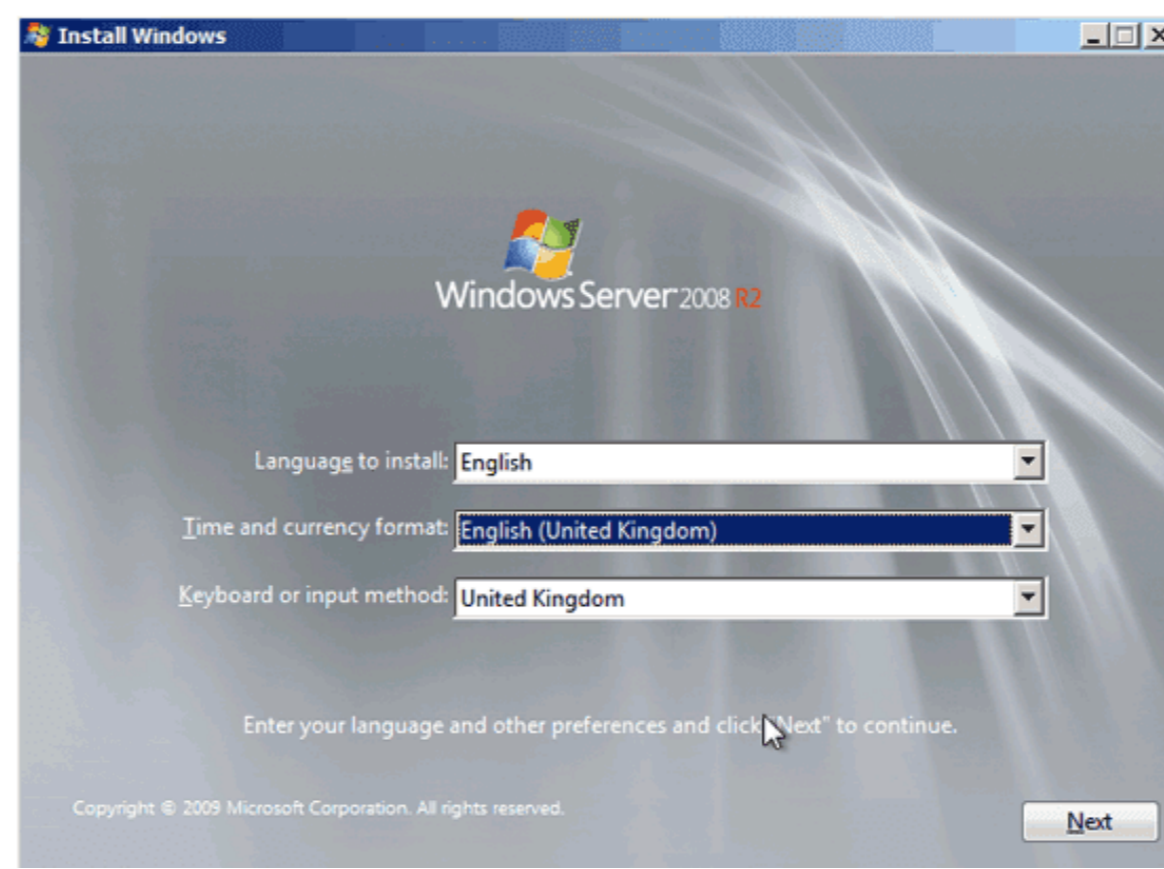 Install Windows
Windows Server 2008 R2
Language to install: English
Time and currency format: English (United Kingdom)
Keyboard or input method: United Kingdom
Enter your language and other preferences and click "Next" to continue.
Copyright © 2009 Microsoft Corporation. All rights reserved.
Next